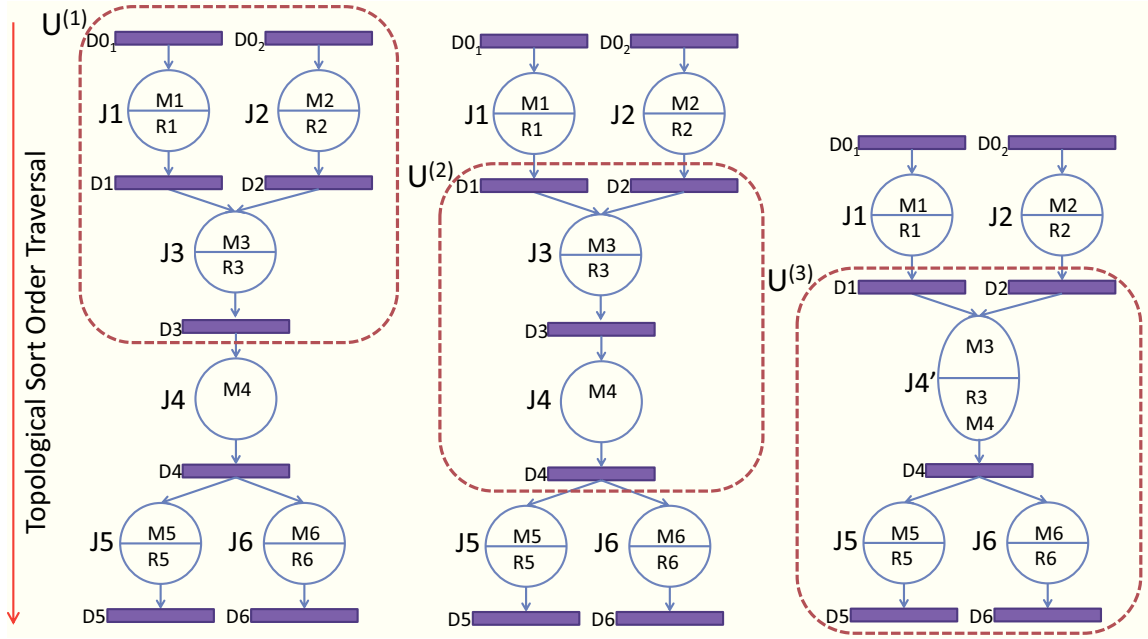 Topological Sort Order Traversal
U(1)
D0₁ D0₂
J1 M1 R1
J2 M2 R2
D1 D2
J3 M3 R3
D3
J4 M4
D4
J5 M5 R5
J6 M6 R6
D5 D6
D0₁ D0₂
J1 M1 R1
J2 M2 R2
U(2)
D1 D2
J3 M3 R3
D3
J4 M4
D4
J5 M5 R5
J6 M6 R6
D5 D6
D0₁ D0₂
J1 M1 R1
J2 M2 R2
U(3)
D1 D2
J4’ M3 R3 M4
D4
J5 M5 R5
J6 M6 R6
D5 D6